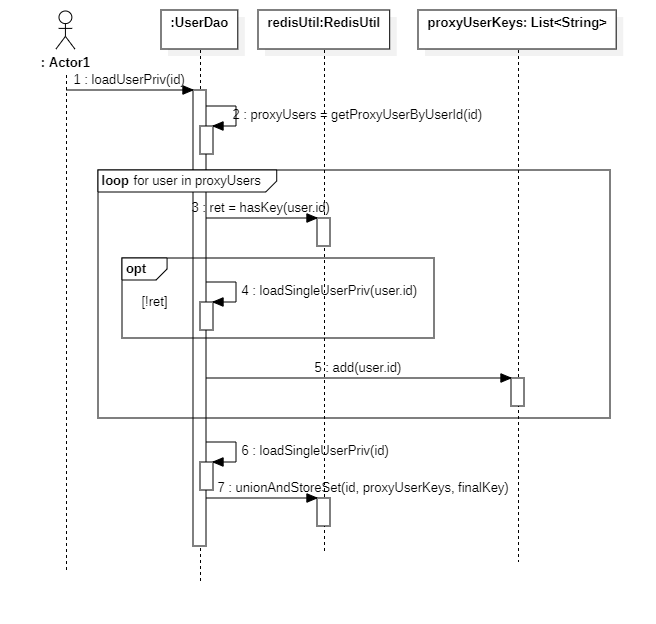 :UserDao
redisUtil:RedisUtil
proxyUserKeys: List<String>
: Actor1
1 : loadUserPriv(id)
2 : proxyUsers = getProxyUserByUserId(id)
loop for user in proxyUsers
3 : ret = hasKey(user.id)
opt
4 : loadSingleUserPriv(user.id)
[!ret]
5 : add(user.id)
6 : loadSingleUserPriv(id)
7 : unionAndStoreSet(id, proxyUserKeys, finalKey)